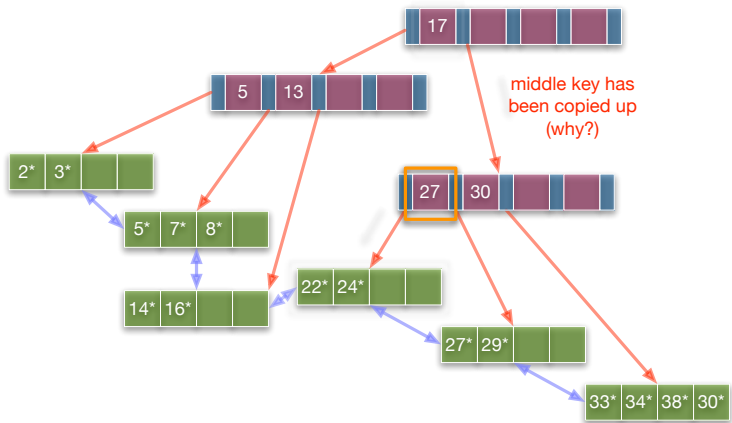 17
5 13
middle key has
been copied up
(why?)
2* 3*
27 30
5* 7* 8*
14* 16*
22* 24*
27* 29*
33* 34* 38* 30*